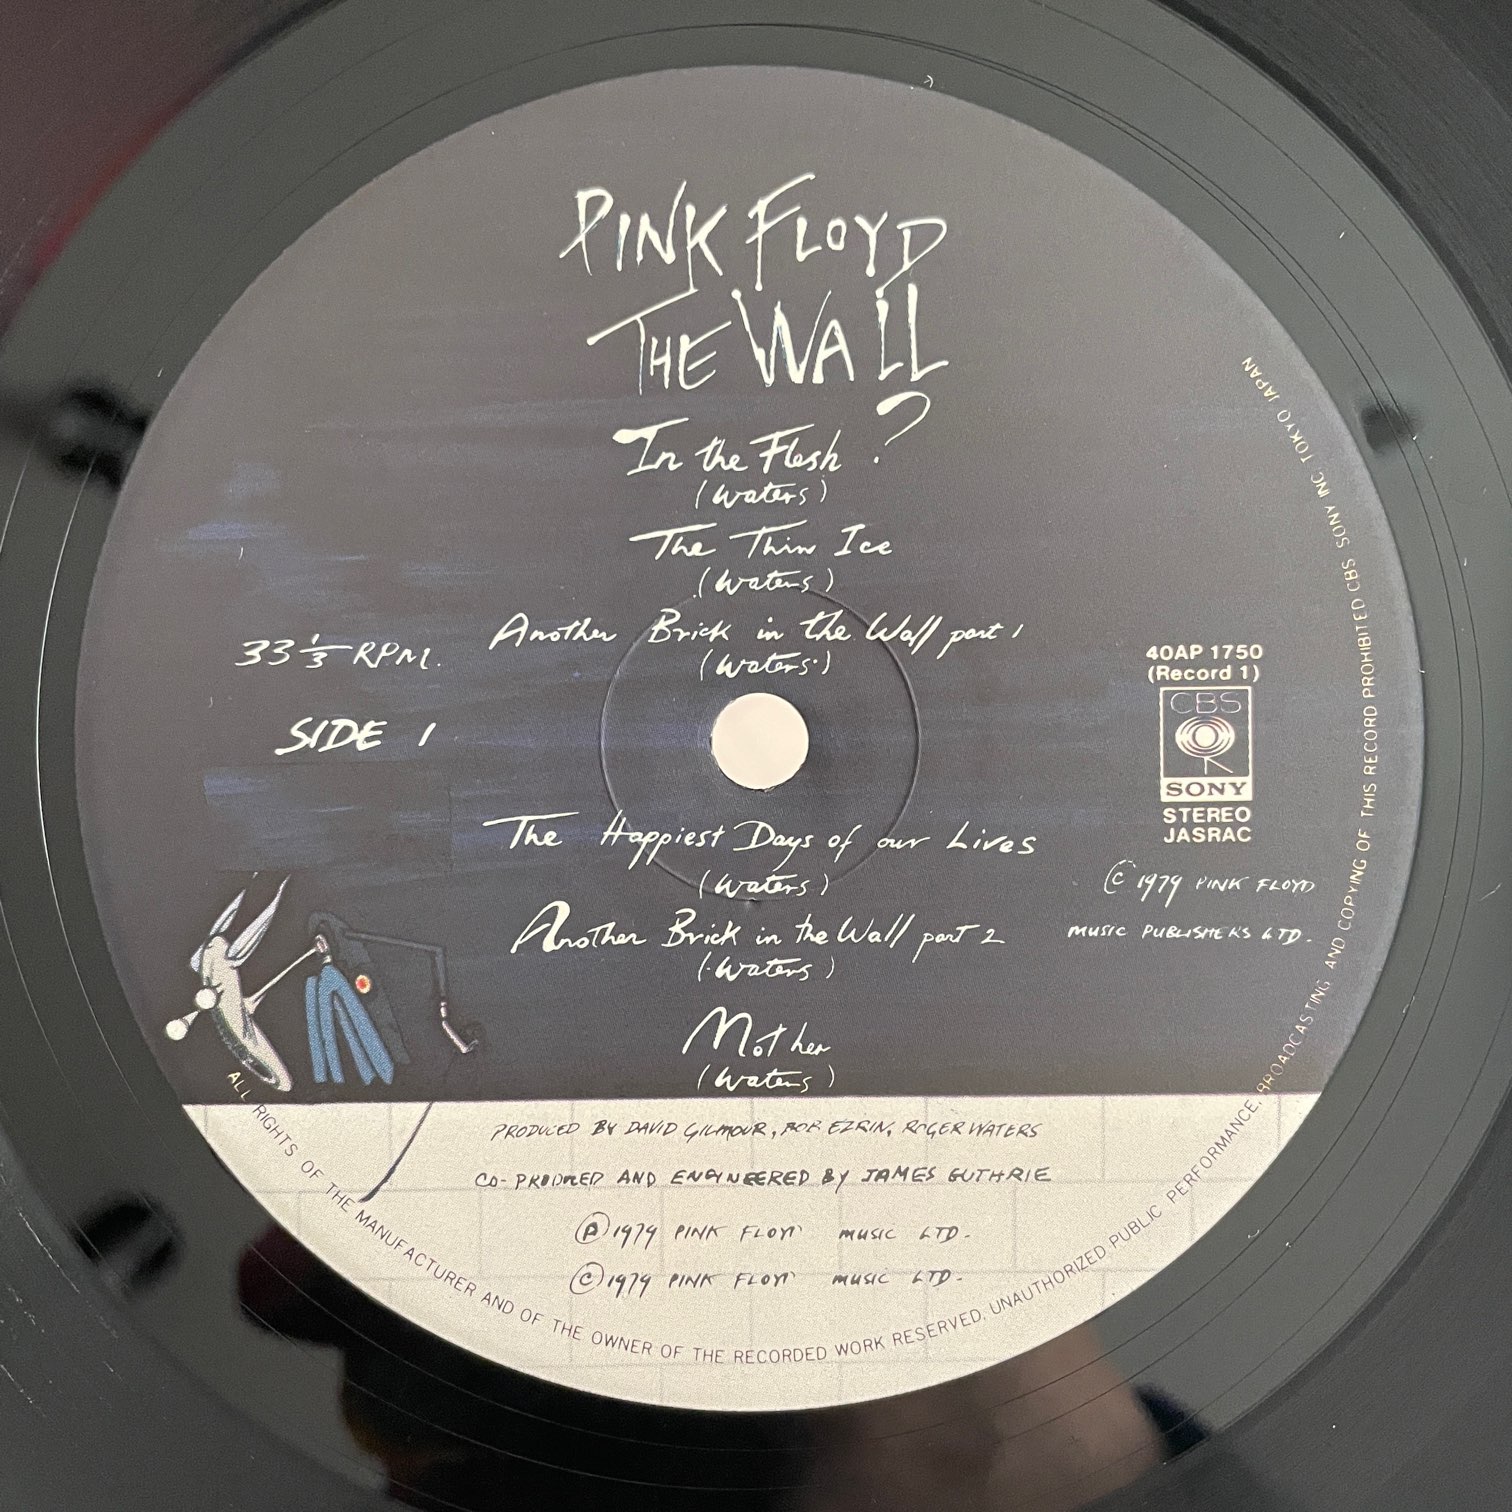 PINK FLOYD
THE WALL
In the Flesh ?
(Waters)
The Thin Ice
(Waters)
Another Brick in the Wall part 1
(Waters.)
33 1/3 RPM.
SIDE 1
40AP 1750
(Record 1)
CBS
SONY
STEREO
JASRAC
The Happiest Days of our Lives
(Waters)
© 1979 PINK FLOYD
MUSIC PUBLISHERS LTD.
Another Brick in the Wall part 2
(Waters)
Mother
(Waters)
PRODUCED BY DAVID GILMOUR, BOB EZRIN, ROGER WATERS
CO-PRODUCED AND ENGINEERED BY JAMES GUTHRIE
℗ 1979 PINK FLOYD MUSIC LTD.
© 1979 PINK FLOYD MUSIC LTD.
ALL RIGHTS OF THE MANUFACTURER AND OF THE OWNER OF THE RECORDED WORK RESERVED. UNAUTHORIZED PUBLIC PERFORMANCE, BROADCASTING AND COPYING OF THIS RECORD PROHIBITED CBS SONY INC. TOKYO JAPAN